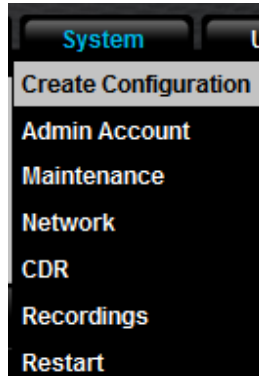 System
Create Configuration
Admin Account
Maintenance
Network
CDR
Recordings
Restart